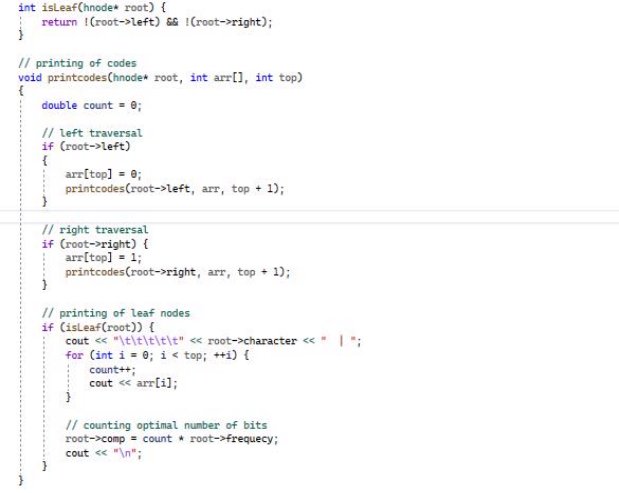 int isLeaf(hnode* root) {
    return !(root->left) && !(root->right);
}

// printing of codes
void printcodes(hnode* root, int arr[], int top)
{
    double count = 0;

    // left traversal
    if (root->left)
    {
        arr[top] = 0;
        printcodes(root->left, arr, top + 1);
    }

    // right traversal
    if (root->right) {
        arr[top] = 1;
        printcodes(root->right, arr, top + 1);
    }

    // printing of leaf nodes
    if (isLeaf(root)) {
        cout << "\t\t\t\t\t" << root->character << "  | ";
        for (int i = 0; i < top; ++i) {
            count++;
            cout << arr[i];
        }

        // counting optimal number of bits
        root->comp = count * root->frequecy;
        cout << "\n";
    }
}